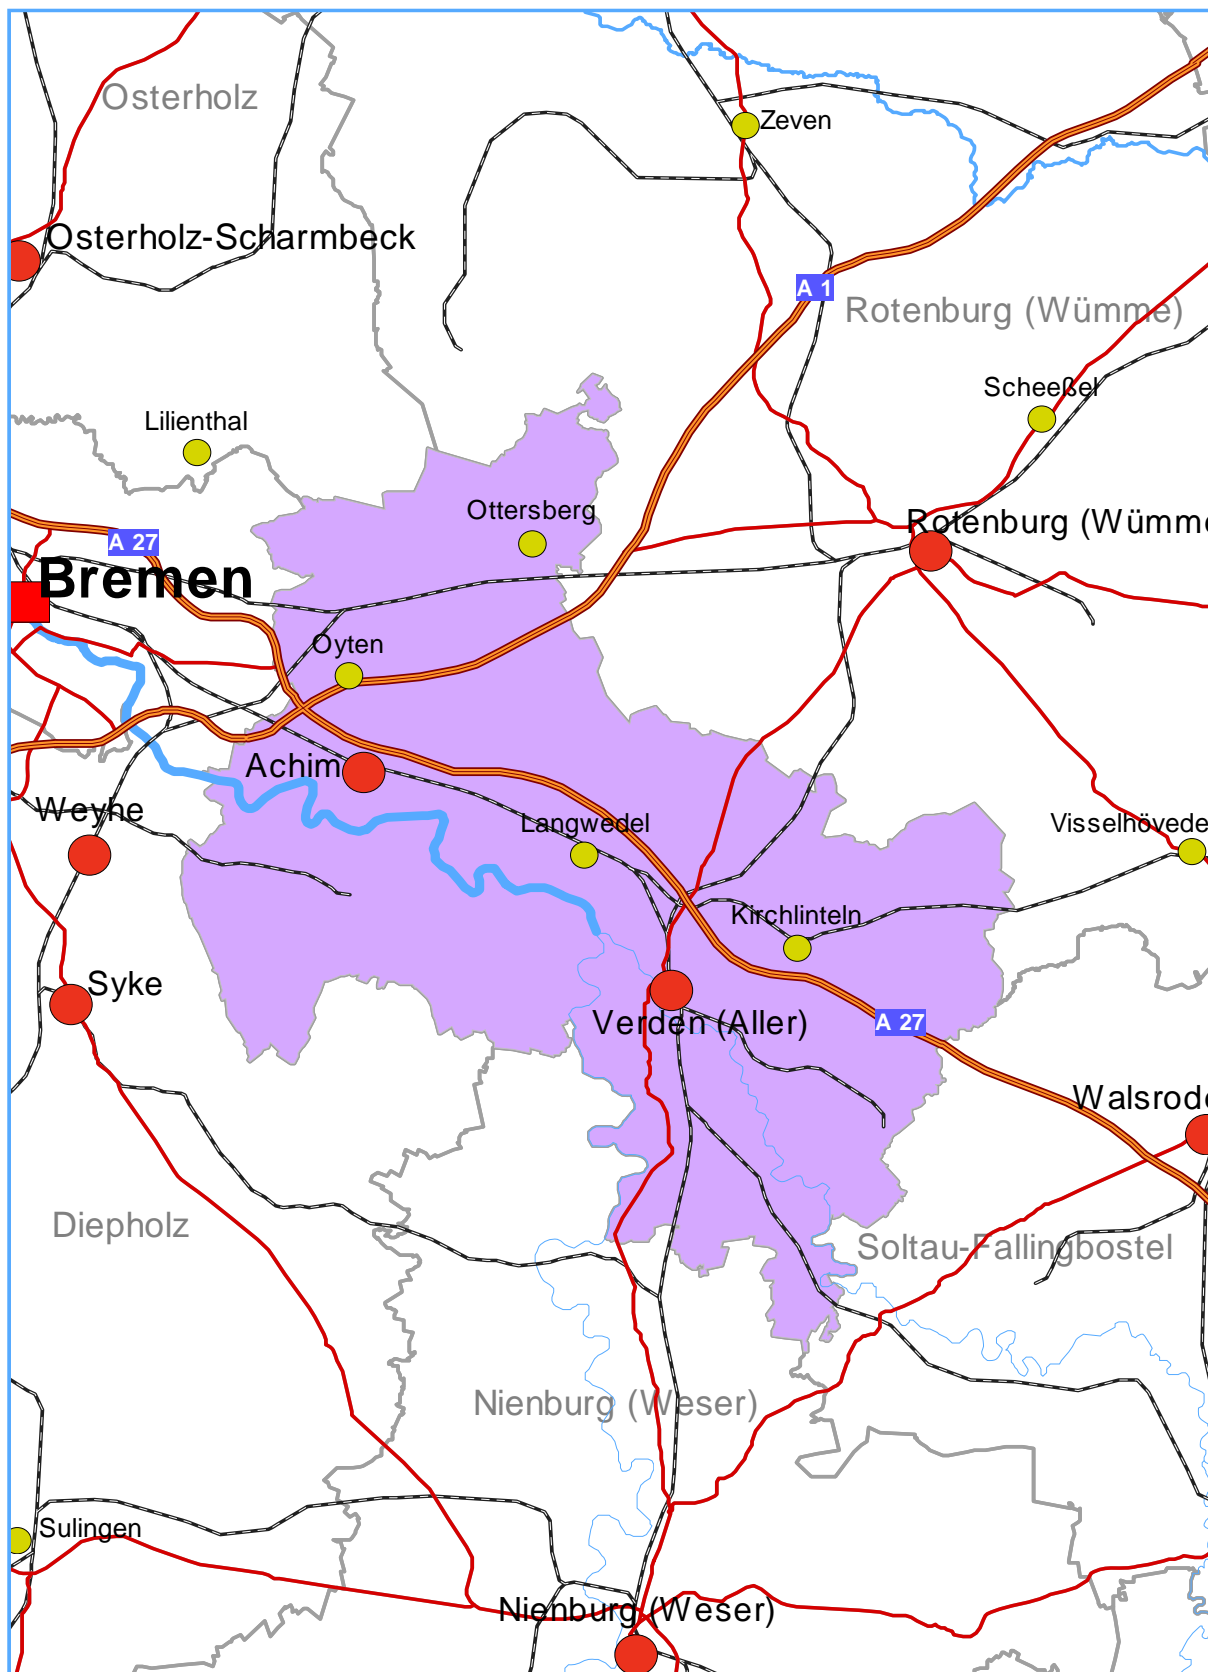 Osterholz
Zeven
Osterholz-Scharmbeck
A 1
Rotenburg (Wümme)
Scheeßel
Lilienthal
Ottersberg
Rotenburg (Wümme
A 27
Bremen
Oyten
Achim
Weyhe
Langwedel
Visselhövede
Kirchlinteln
Syke
Verden (Aller)
A 27
Walsrode
Diepholz
Soltau-Fallingbostel
Nienburg (Weser)
Sulingen
Nienburg (Weser)